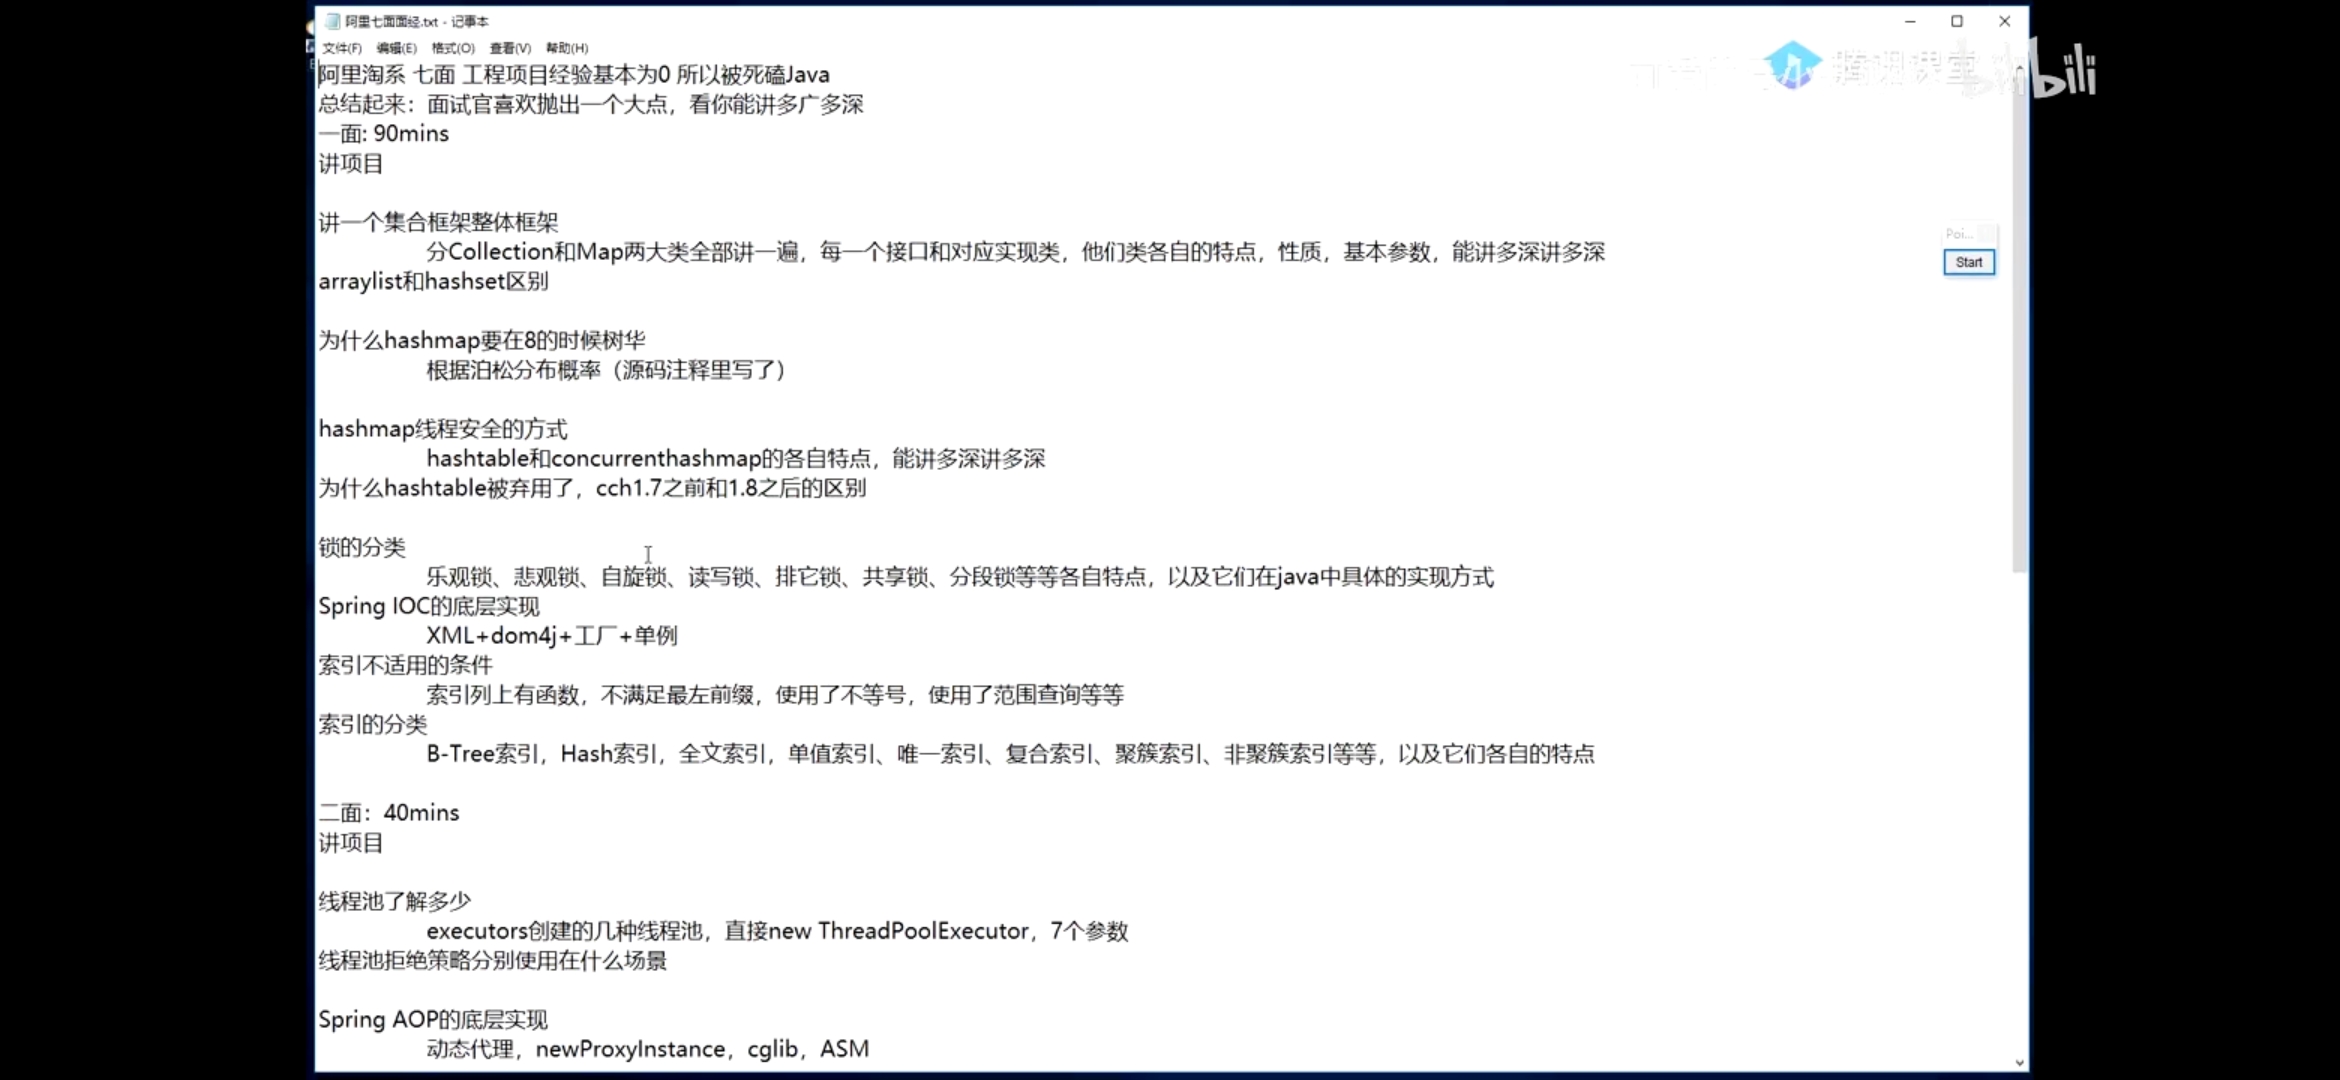 阿里七面面经.txt - 记事本
文件(F) 编辑(E) 格式(O) 查看(V) 帮助(H)
阿里淘系 七面 工程项目经验基本为0 所以被死磕Java
腾讯课堂
bilibili
总结起来：面试官喜欢抛出一个大点，看你能讲多广多深
一面: 90mins
讲项目
讲一个集合框架整体框架
Poi...
分Collection和Map两大类全部讲一遍，每一个接口和对应实现类，他们类各自的特点，性质，基本参数，能讲多深讲多深
Start
arraylist和hashset区别
为什么hashmap要在8的时候树华
根据泊松分布概率（源码注释里写了）
hashmap线程安全的方式
hashtable和concurrenthashmap的各自特点，能讲多深讲多深
为什么hashtable被弃用了，cch1.7之前和1.8之后的区别
锁的分类
乐观锁、悲观锁、自旋锁、读写锁、排它锁、共享锁、分段锁等等各自特点，以及它们在java中具体的实现方式
Spring IOC的底层实现
XML+dom4j+工厂+单例
索引不适用的条件
索引列上有函数，不满足最左前缀，使用了不等号，使用了范围查询等等
索引的分类
B-Tree索引，Hash索引，全文索引，单值索引、唯一索引、复合索引、聚簇索引、非聚簇索引等等，以及它们各自的特点
二面：40mins
讲项目
线程池了解多少
executors创建的几种线程池，直接new ThreadPoolExecutor，7个参数
线程池拒绝策略分别使用在什么场景
Spring AOP的底层实现
动态代理，newProxyInstance，cglib，ASM